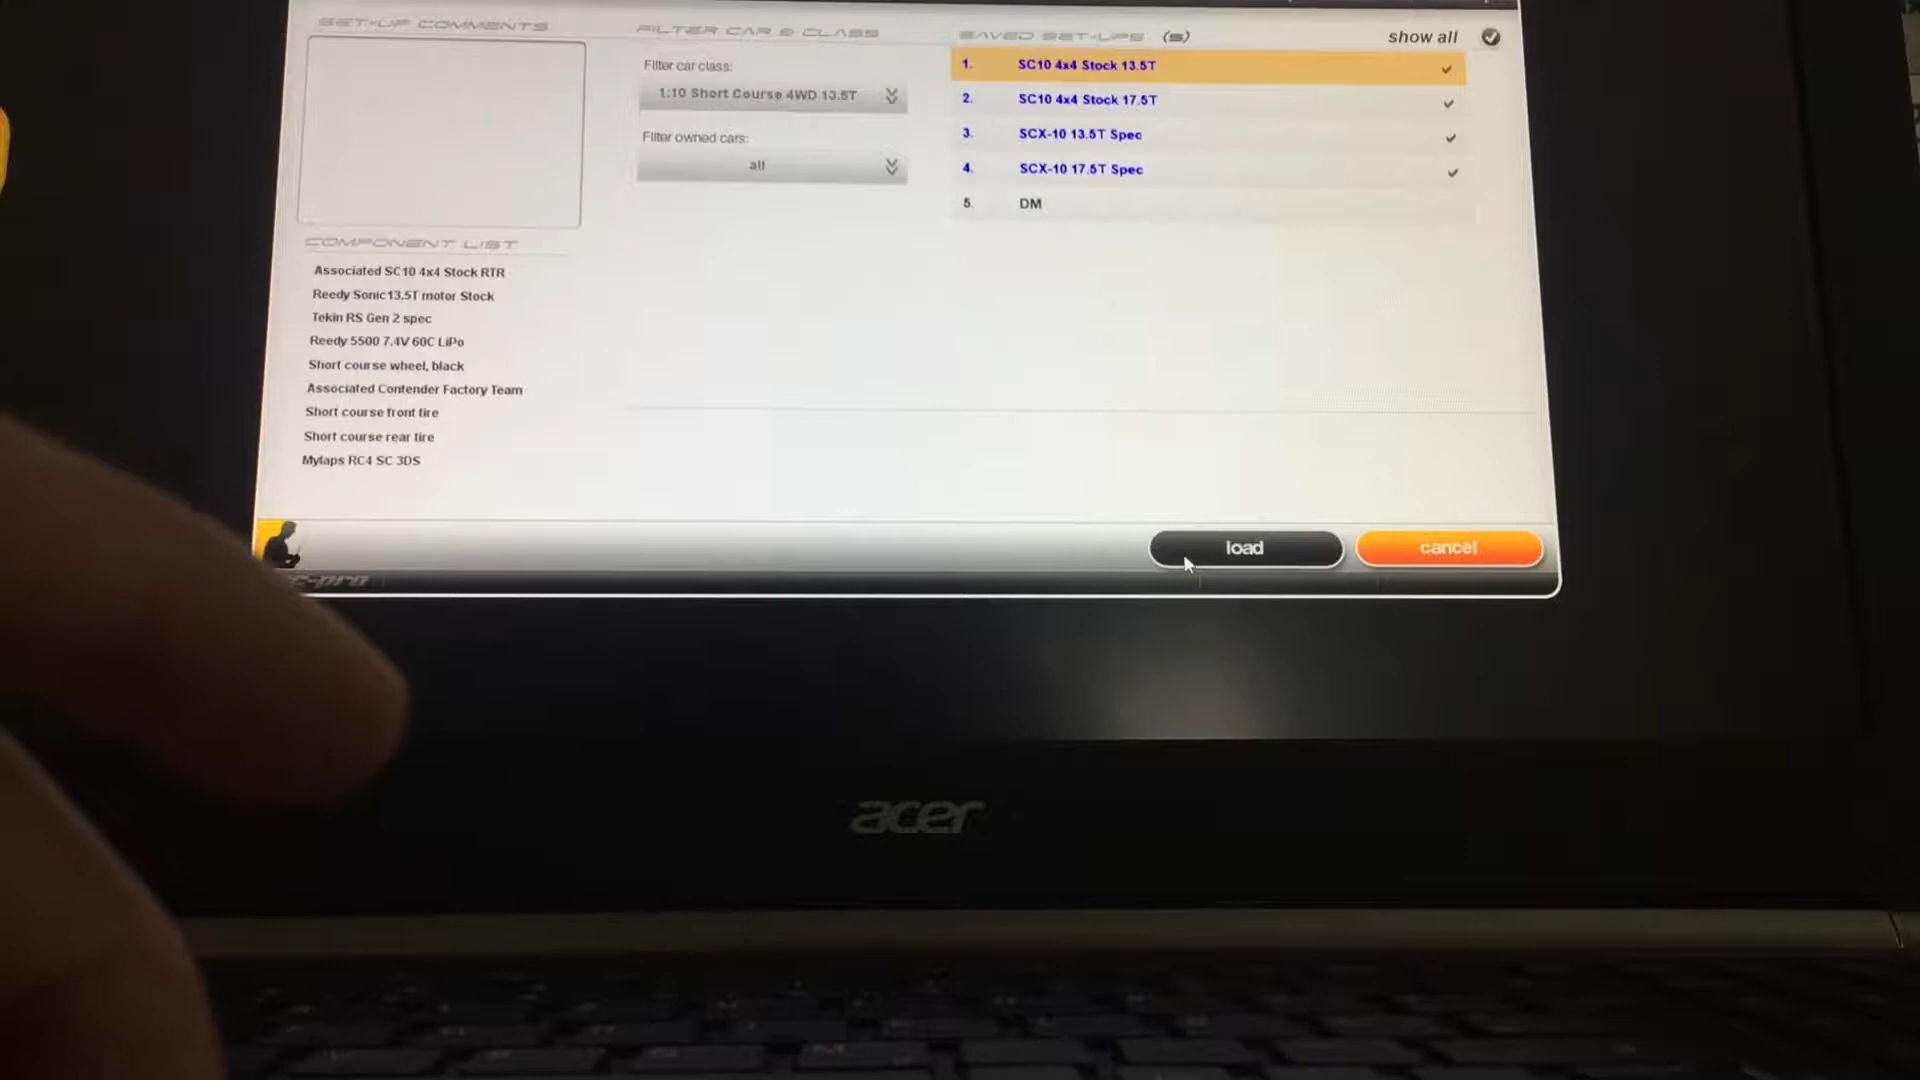 SET-UP COMMENTS
FILTER CAR & CLASS
SAVED SET-UPS (5)
show all
Filter car class:
1:10 Short Course 4WD 13.5T
Filter owned cars:
all
1. SC10 4x4 Stock 13.5T
2. SC10 4x4 Stock 17.5T
3. SCX-10 13.5T Spec
4. SCX-10 17.5T Spec
5. DM
COMPONENT LIST
Associated SC10 4x4 Stock RTR
Reedy Sonic13.5T motor Stock
Tekin RS Gen 2 spec
Reedy 5500 7.4V 60C LiPo
Short course wheel, black
Associated Contender Factory Team
Short course front tire
Short course rear tire
Mylaps RC4 SC 3DS
load
cancel
acer